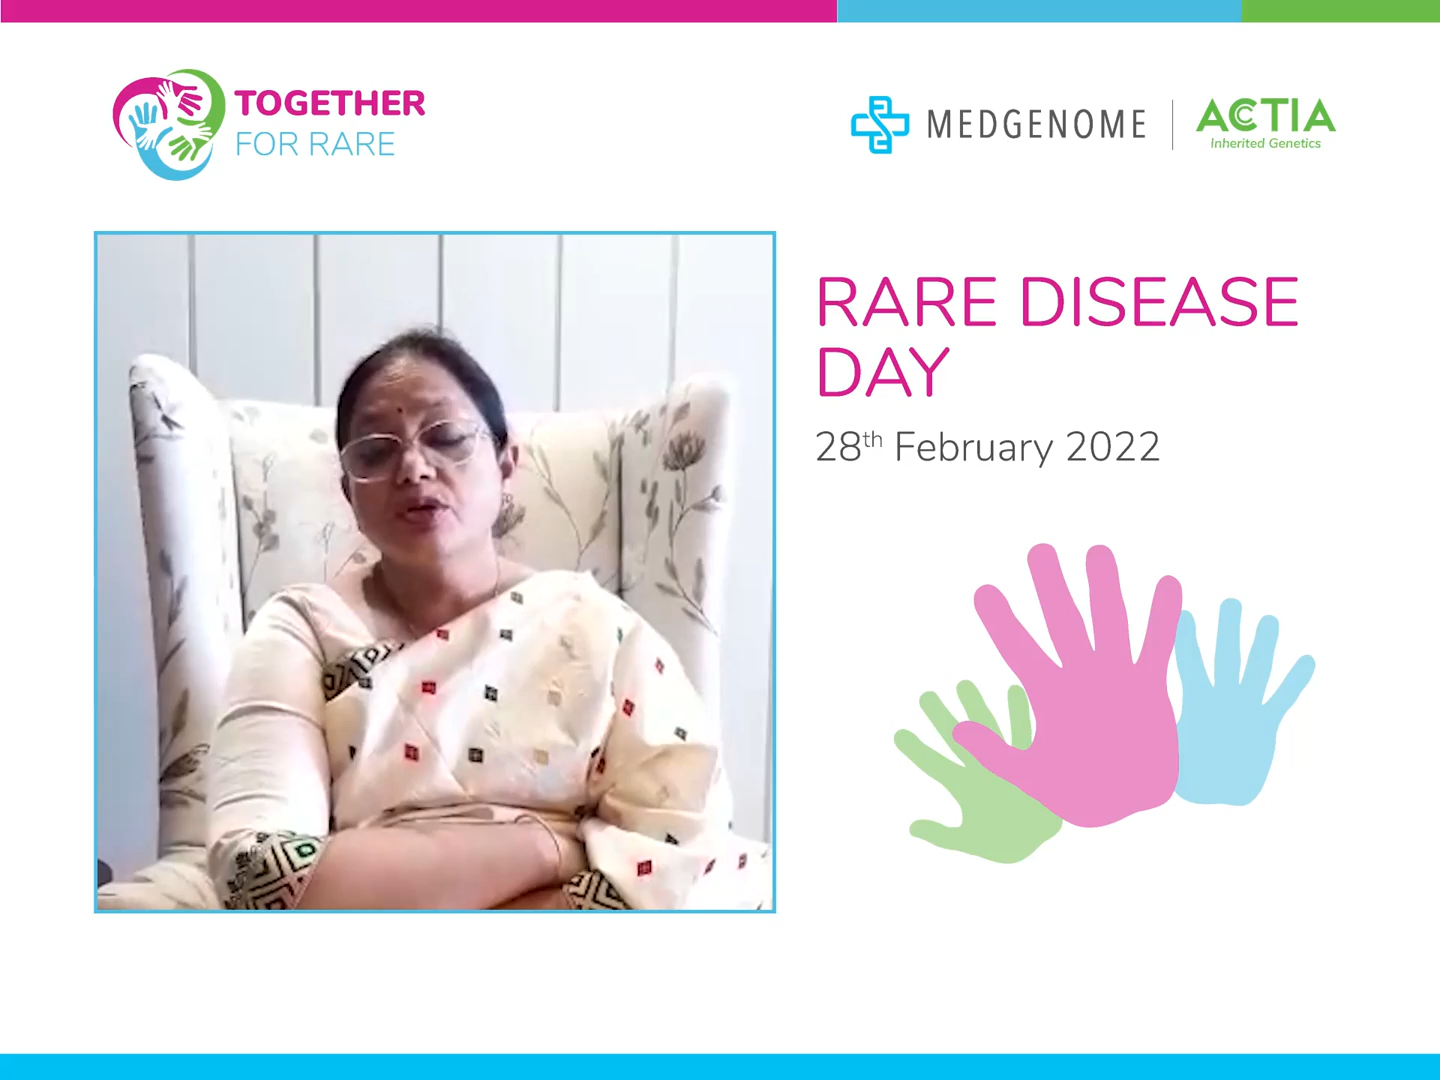 TOGETHER
FOR RARE
MEDGENOME
ACTIA
Inherited Genetics
RARE DISEASE
DAY
28th February 2022